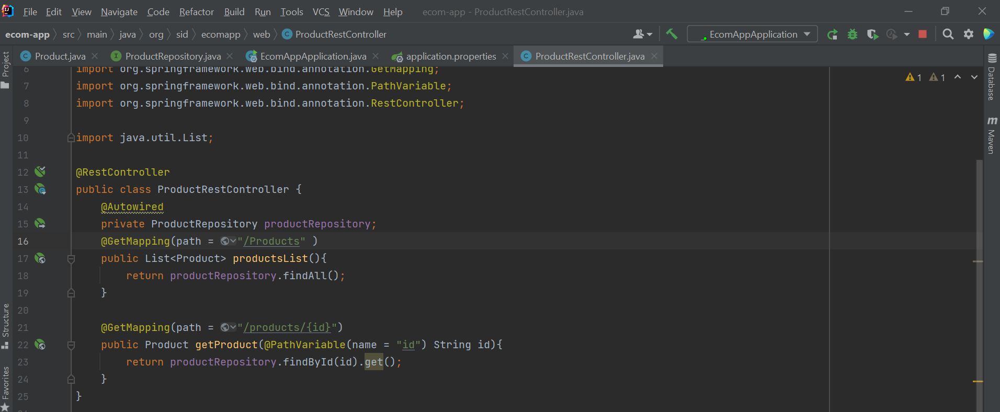 File Edit View Navigate Code Refactor Build Run Tools VCS Window Help ecom-app - ProductRestController.java
ecom-app src main java org sid ecomapp web ProductRestController EcomAppApplication
Product.java ProductRepository.java EcomAppApplication.java application.properties ProductRestController.java
Project
Structure
Favorites
Database
Maven
1 1
6 import org.springframework.web.bind.annotation.GetMapping;
7 import org.springframework.web.bind.annotation.PathVariable;
8 import org.springframework.web.bind.annotation.RestController;
9
10 import java.util.List;
11
12 @RestController
13 public class ProductRestController {
14 @Autowired
15 private ProductRepository productRepository;
16 @GetMapping(path = "/Products" )
17 public List<Product> productsList(){
18 return productRepository.findAll();
19 }
20
21 @GetMapping(path = "/products/{id}")
22 public Product getProduct(@PathVariable(name = "id") String id){
23 return productRepository.findById(id).get();
24 }
25 }